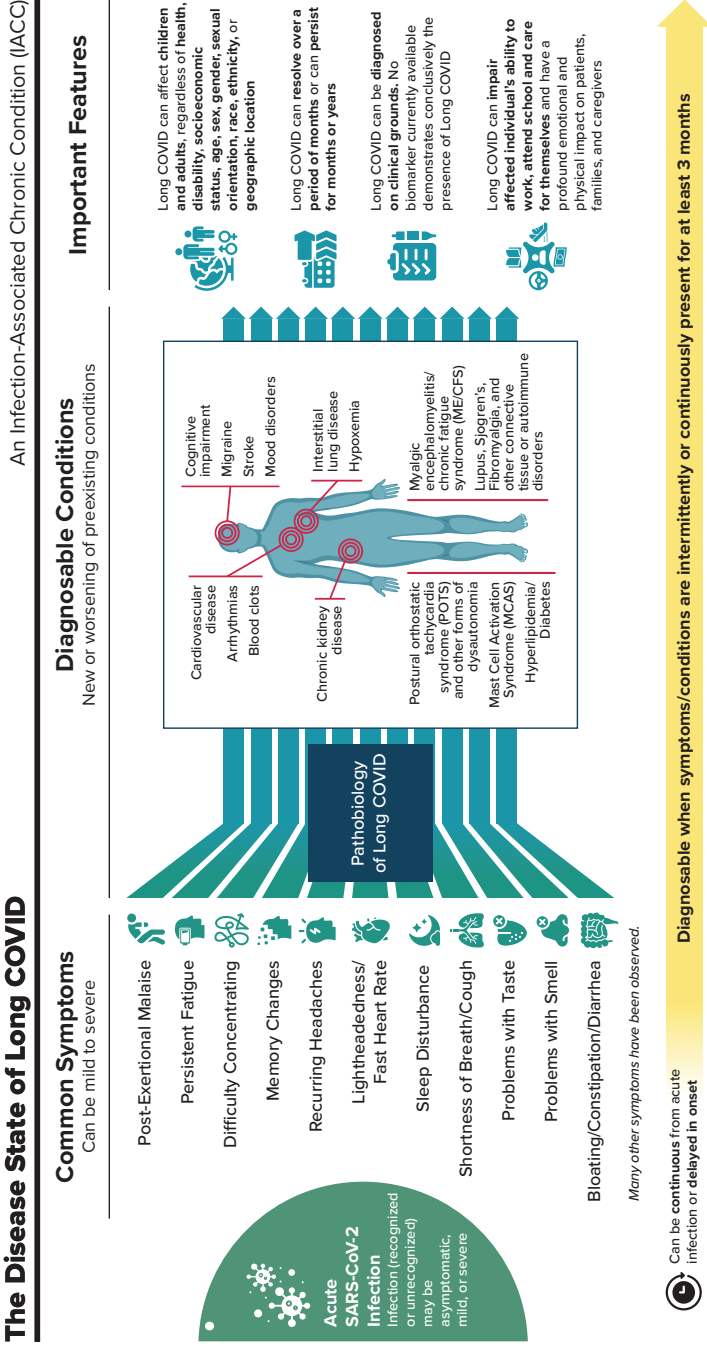 The Disease State of Long COVID
An Infection-Associated Chronic Condition (IACC)
Common Symptoms
Can be mild to severe
Diagnosable Conditions
New or worsening of preexisting conditions
Important Features
Acute
SARS-CoV-2
Infection
Infection (recognized
or unrecognized)
may be
asymptomatic,
mild, or severe
Post-Exertional Malaise
Persistent Fatigue
Difficulty Concentrating
Memory Changes
Recurring Headaches
Lightheadedness/
Fast Heart Rate
Sleep Disturbance
Shortness of Breath/Cough
Problems with Taste
Problems with Smell
Bloating/Constipation/Diarrhea
Many other symptoms have been observed.
Pathobiology
of Long COVID
Cardiovascular
disease
Arrhythmias
Blood clots
Chronic kidney
disease
Postural orthostatic
tachycardia
syndrome (POTS)
and other forms of
dysautonomia
Mast Cell Activation
Syndrome (MCAS)
Hyperlipidemia/
Diabetes
Cognitive
impairment
Migraine
Stroke
Mood disorders
Interstitial
lung disease
Hypoxemia
Myalgic
encephalomyelitis/
chronic fatigue
syndrome (ME/CFS)
Lupus, Sjogren's,
Fibromyalgia, and
other connective
tissue or autoimmune
disorders
Long COVID can affect children
and adults, regardless of health,
disability, socioeconomic
status, age, sex, gender, sexual
orientation, race, ethnicity, or
geographic location
Long COVID can resolve over a
period of months or can persist
for months or years
Long COVID can be diagnosed
on clinical grounds. No
biomarker currently available
demonstrates conclusively the
presence of Long COVID
Long COVID can impair
affected individual's ability to
work, attend school and care
for themselves and have a
profound emotional and
physical impact on patients,
families, and caregivers
Can be continuous from acute
infection or delayed in onset
Diagnosable when symptoms/conditions are intermittently or continuously present for at least 3 months